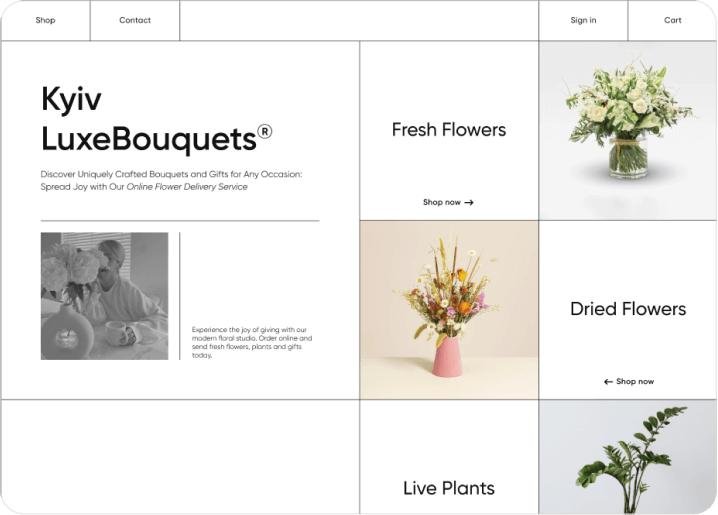 Shop
Contact
Sign in
Cart
Kyiv
LuxeBouquets®
Discover Uniquely Crafted Bouquets and Gifts for Any Occasion:
Spread Joy with Our Online Flower Delivery Service
Experience the joy of giving with our
modern floral studio. Order online and
send fresh flowers, plants and gifts
today.
Fresh Flowers
Shop now →
Dried Flowers
← Shop now
Live Plants